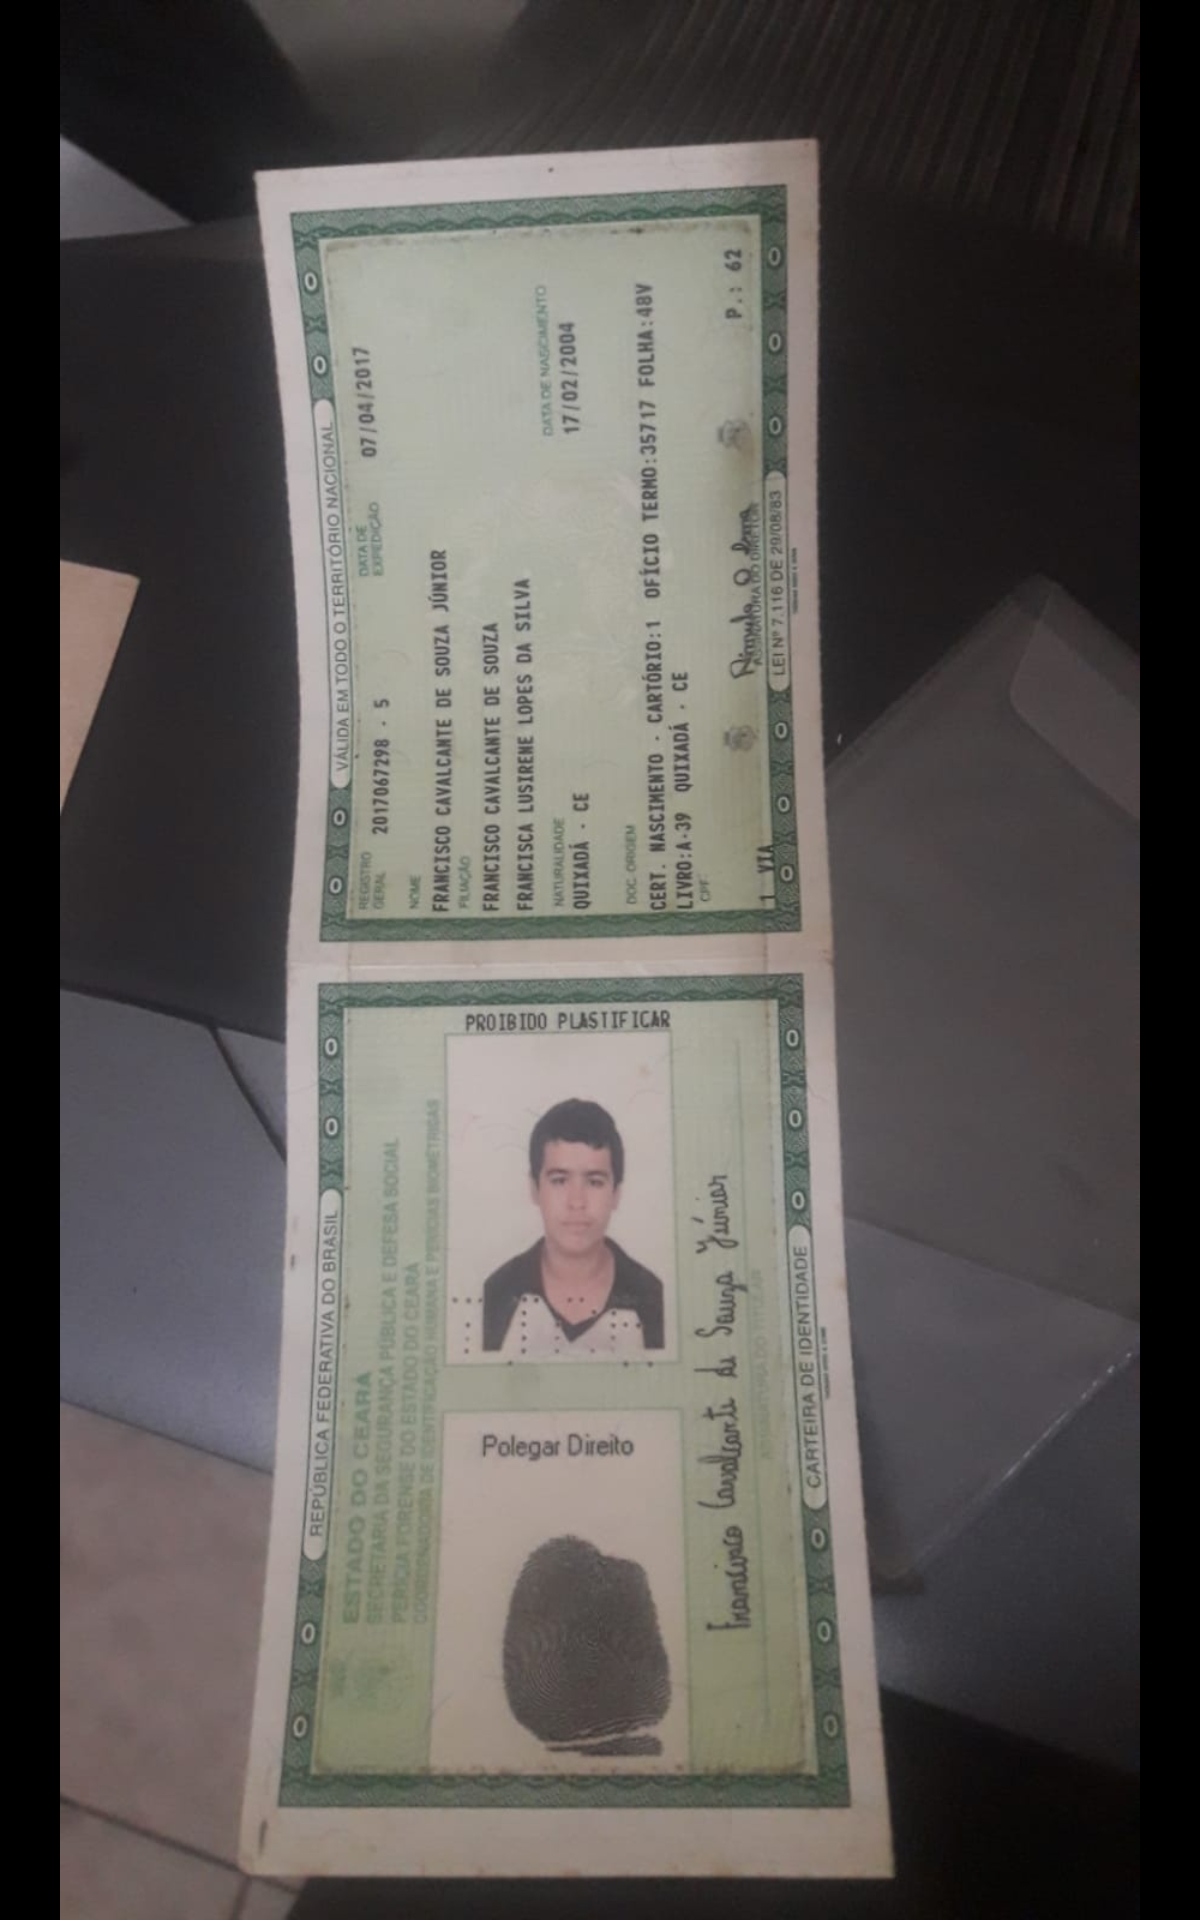 VÁLIDA EM TODO O TERRITÓRIO NACIONAL
REGISTRO GERAL 2017067298 - 5 DATA DE EXPEDIÇÃO 07/04/2017
NOME
FRANCISCO CAVALCANTE DE SOUZA JÚNIOR
FILIAÇÃO
FRANCISCO CAVALCANTE DE SOUZA
FRANCISCA LUSIRENE LOPES DA SILVA
NATURALIDADE DATA DE NASCIMENTO
QUIXADÁ - CE 17/02/2004
DOC. ORIGEM
CERT. NASCIMENTO - CARTÓRIO:1 OFÍCIO TERMO:35717 FOLHA:48V
LIVRO:A-39 QUIXADÁ - CE
CPF
1 VIA P.: 62
ASSINATURA DO DIRETOR
LEI Nº 7.116 DE 29/08/83
REPÚBLICA FEDERATIVA DO BRASIL
ESTADO DO CEARÁ
SECRETARIA DA SEGURANÇA PÚBLICA E DEFESA SOCIAL
PERÍCIA FORENSE DO ESTADO DO CEARÁ
COORDENADORIA DE IDENTIFICAÇÃO HUMANA E PERÍCIAS BIOMÉTRICAS
PROIBIDO PLASTIFICAR
Polegar Direito
Francisco Cavalcante de Souza Júnior
ASSINATURA DO TITULAR
CARTEIRA DE IDENTIDADE